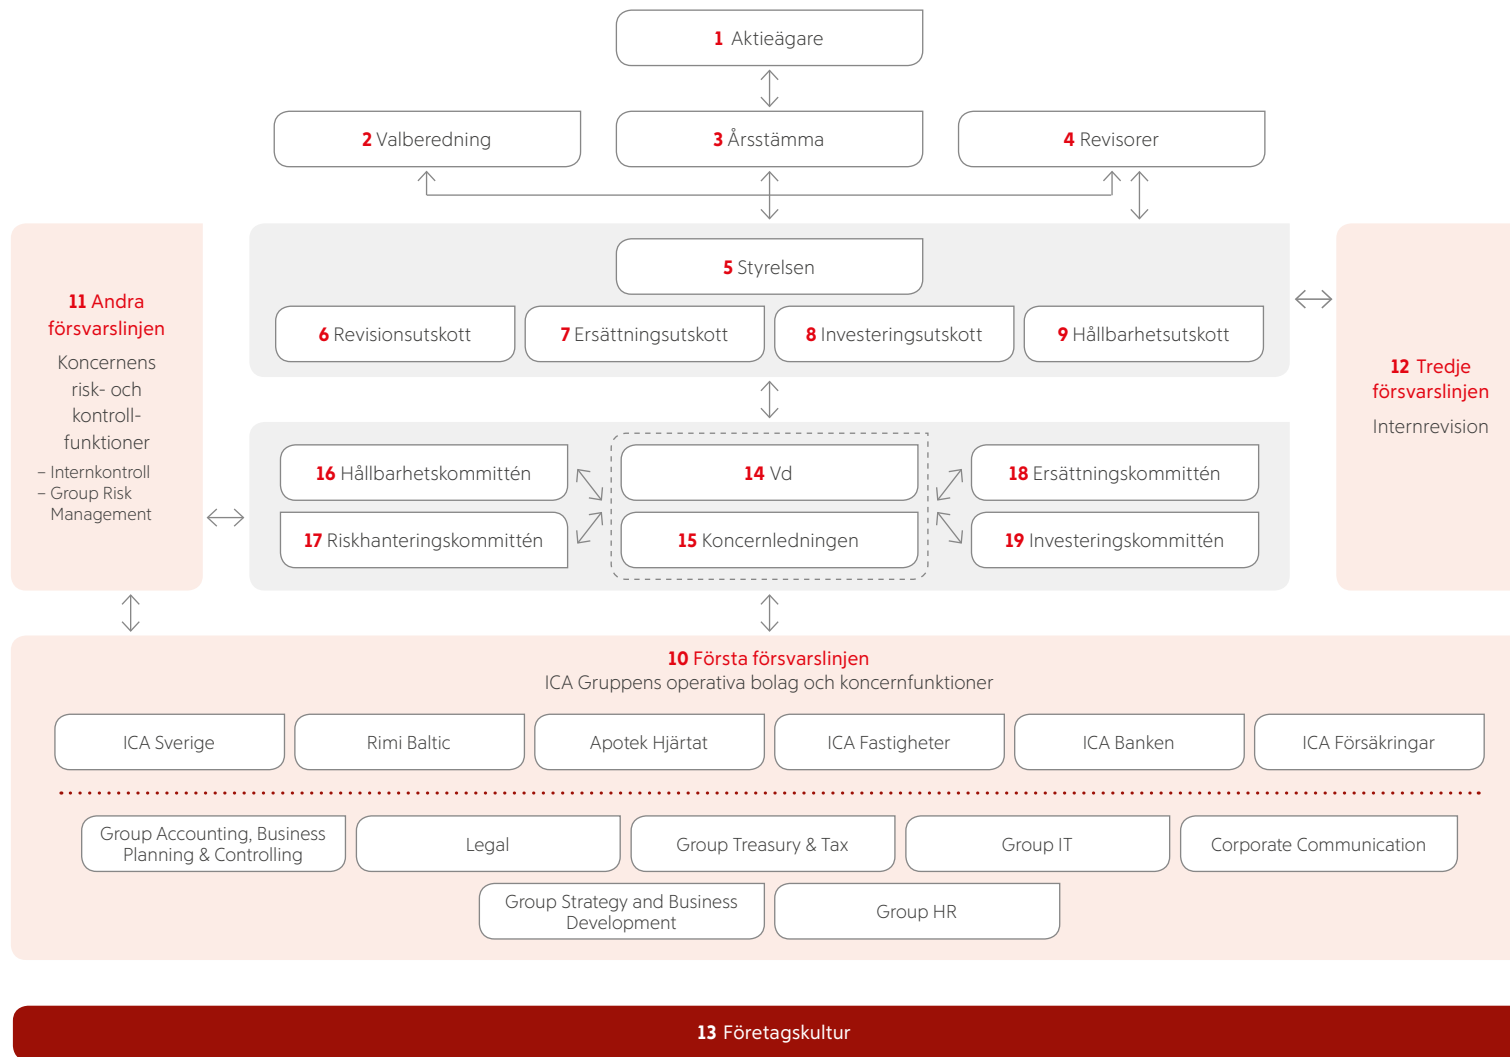 1 Aktieägare
2 Valberedning
3 Årsstämma
4 Revisorer
5 Styrelsen
6 Revisionsutskott
7 Ersättningsutskott
8 Investeringsutskott
9 Hållbarhetsutskott
11 Andra
försvarslinjen
Koncernens
risk- och
kontroll-
funktioner
– Internkontroll
– Group Risk
Management
12 Tredje
försvarslinjen
Internrevision
16 Hållbarhetskommittén
14 Vd
18 Ersättningskommittén
17 Riskhanteringskommittén
15 Koncernledningen
19 Investeringskommittén
10 Första försvarslinjen
ICA Gruppens operativa bolag och koncernfunktioner
ICA Sverige
Rimi Baltic
Apotek Hjärtat
ICA Fastigheter
ICA Banken
ICA Försäkringar
Group Accounting, Business
Planning & Controlling
Legal
Group Treasury & Tax
Group IT
Corporate Communication
Group Strategy and Business
Development
Group HR
13 Företagskultur